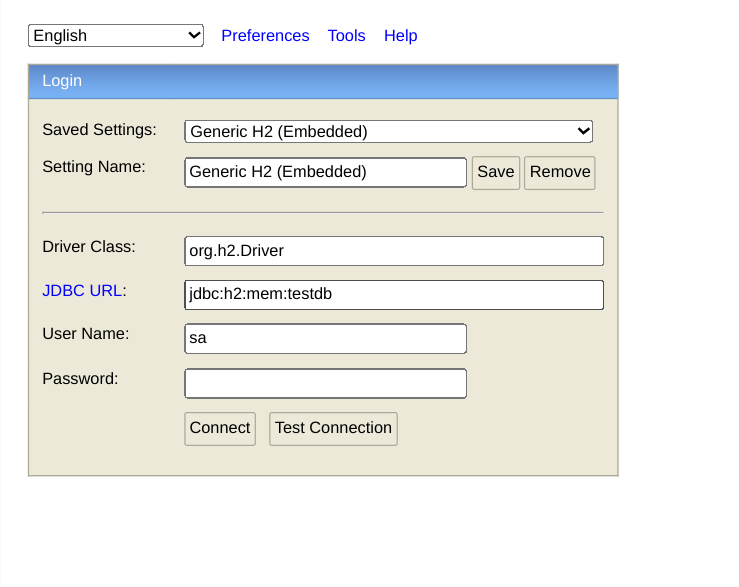 English Preferences Tools Help
Login
Saved Settings: Generic H2 (Embedded)
Setting Name: Generic H2 (Embedded) Save Remove
Driver Class: org.h2.Driver
JDBC URL: jdbc:h2:mem:testdb
User Name: sa
Password:
Connect Test Connection